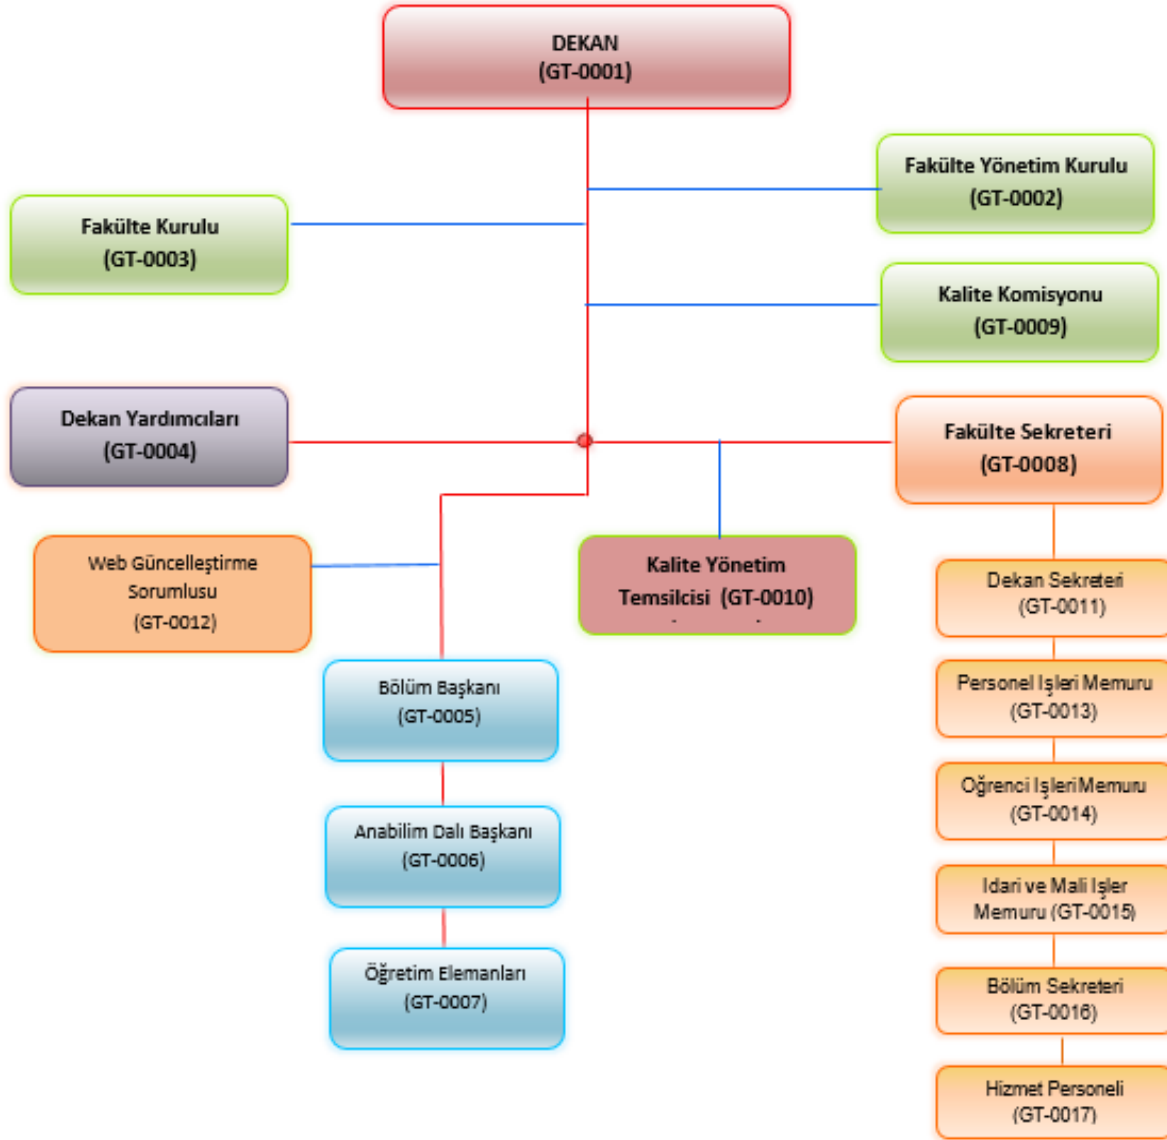 DEKAN
(GT-0001)
Fakülte Yönetim Kurulu
(GT-0002)
Fakülte Kurulu
(GT-0003)
Kalite Komisyonu
(GT-0009)
Dekan Yardımcıları
(GT-0004)
Fakülte Sekreteri
(GT-0008)
Web Güncelleştirme
Sorumlusu
(GT-0012)
Kalite Yönetim
Temsilcisi (GT-0010)
Dekan Sekreteri
(GT-0011)
Bölüm Başkanı
(GT-0005)
Personel Işleri Memuru
(GT-0013)
Oğrenci IşleriMemuru
(GT-0014)
Anabilim Dalı Başkanı
(GT-0006)
Idari ve Mali Işler
Memuru (GT-0015)
Öğretim Elemanları
(GT-0007)
Bölüm Sekreteri
(GT-0016)
Hizmet Personeli
(GT-0017)